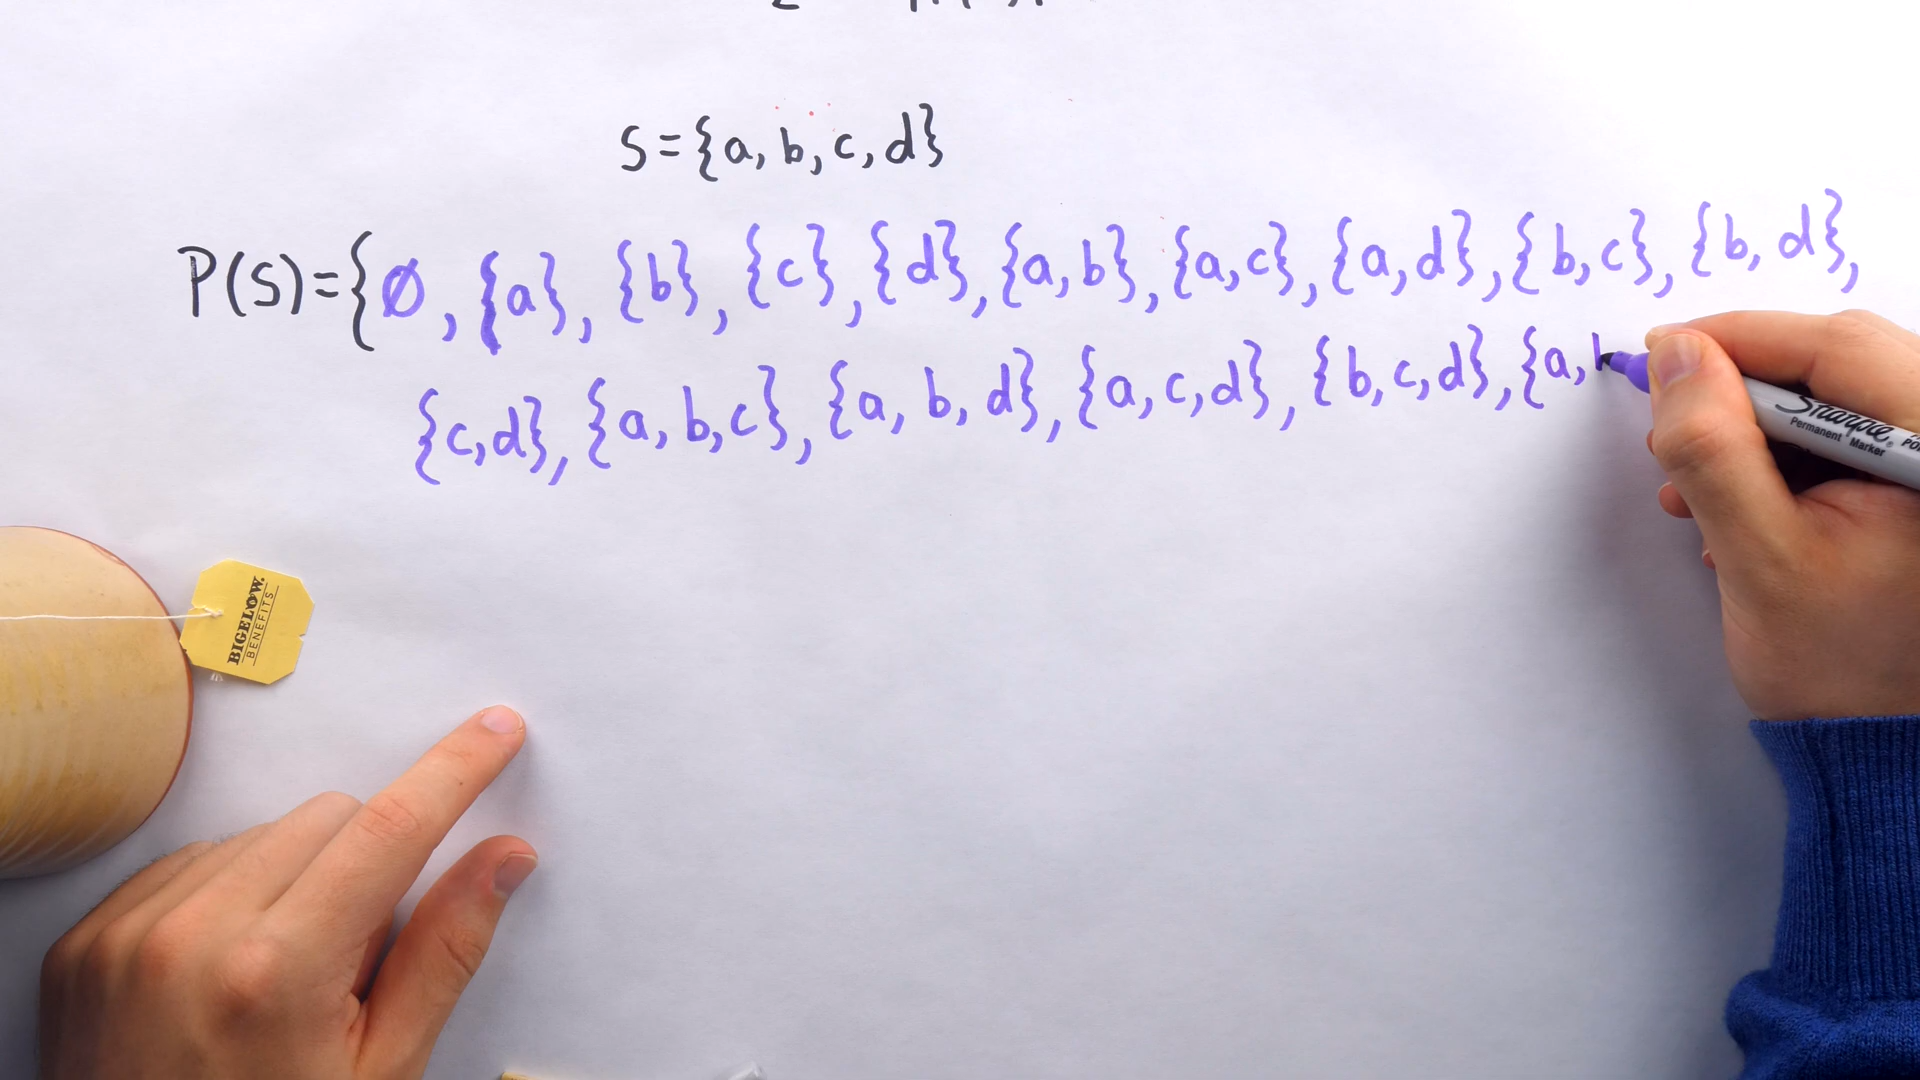 S={a, b, c, d}
P(S)={∅, {a}, {b}, {c}, {d}, {a, b}, {a,c}, {a,d}, {b,c}, {b, d},
{c,d}, {a, b,c}, {a, b, d}, {a,c,d}, {b,c,d}, {a,
Sharpie®
Permanent Marker
BIGELOW.
BENEFITS